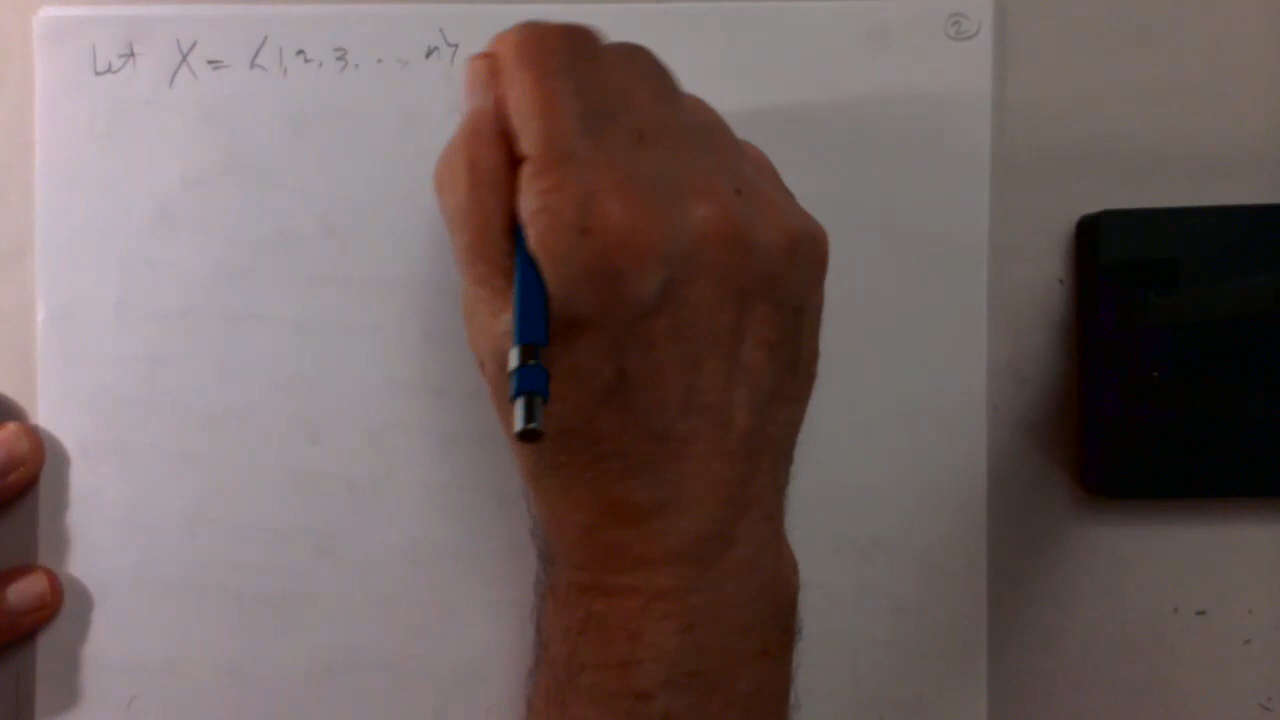 ②
Let X = {1, 2, 3, ..., n}